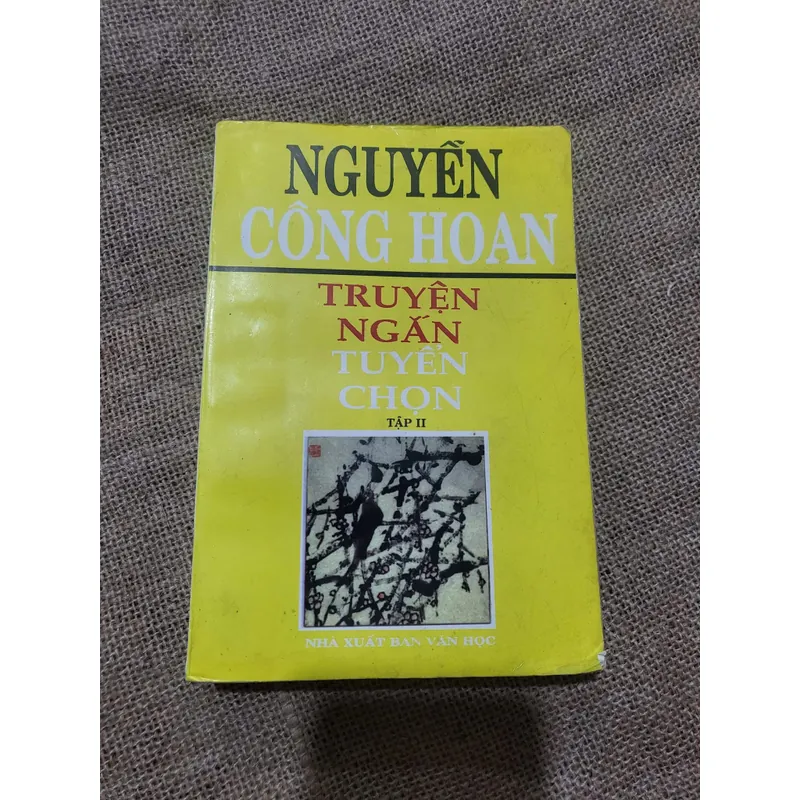 NGUYỄN
CÔNG HOAN
TRUYỆN
NGẮN
TUYỂN
CHỌN
TẬP II
NHÀ XUẤT BẢN VĂN HỌC